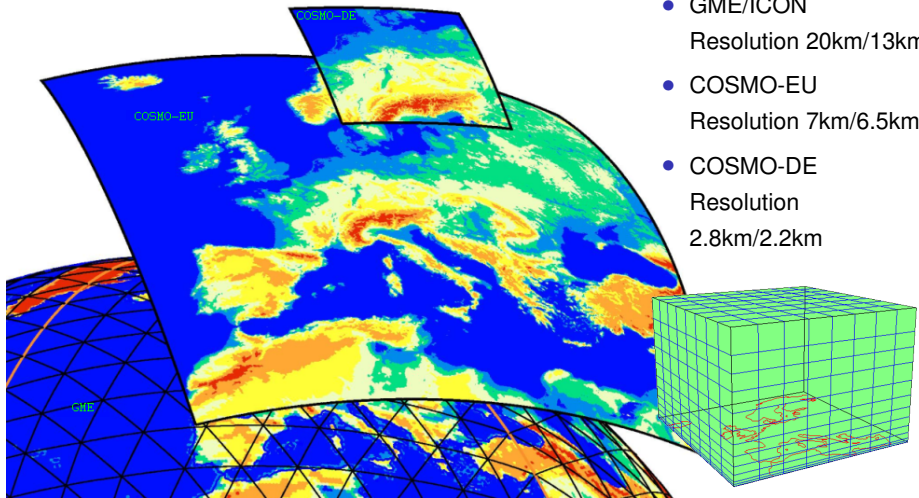 COSMO-DE
COSMO-EU
GME
• GME/ICON
Resolution 20km/13km
• COSMO-EU
Resolution 7km/6.5km
• COSMO-DE
Resolution
2.8km/2.2km